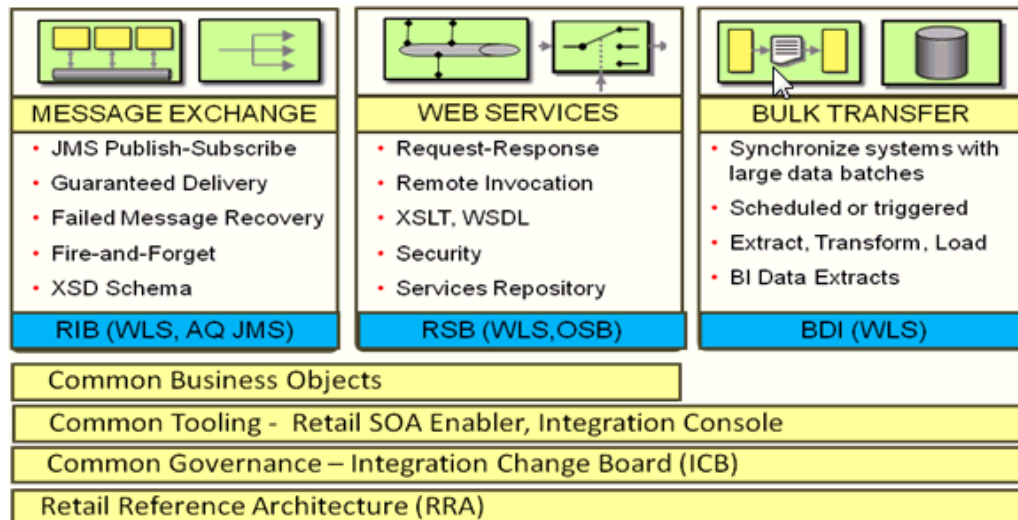 MESSAGE EXCHANGE
• JMS Publish-Subscribe
• Guaranteed Delivery
• Failed Message Recovery
• Fire-and-Forget
• XSD Schema
RIB (WLS, AQ JMS)
WEB SERVICES
• Request-Response
• Remote Invocation
• XSLT, WSDL
• Security
• Services Repository
RSB (WLS,OSB)
BULK TRANSFER
• Synchronize systems with
large data batches
• Scheduled or triggered
• Extract, Transform, Load
• BI Data Extracts
BDI (WLS)
Common Business Objects
Common Tooling - Retail SOA Enabler, Integration Console
Common Governance – Integration Change Board (ICB)
Retail Reference Architecture (RRA)